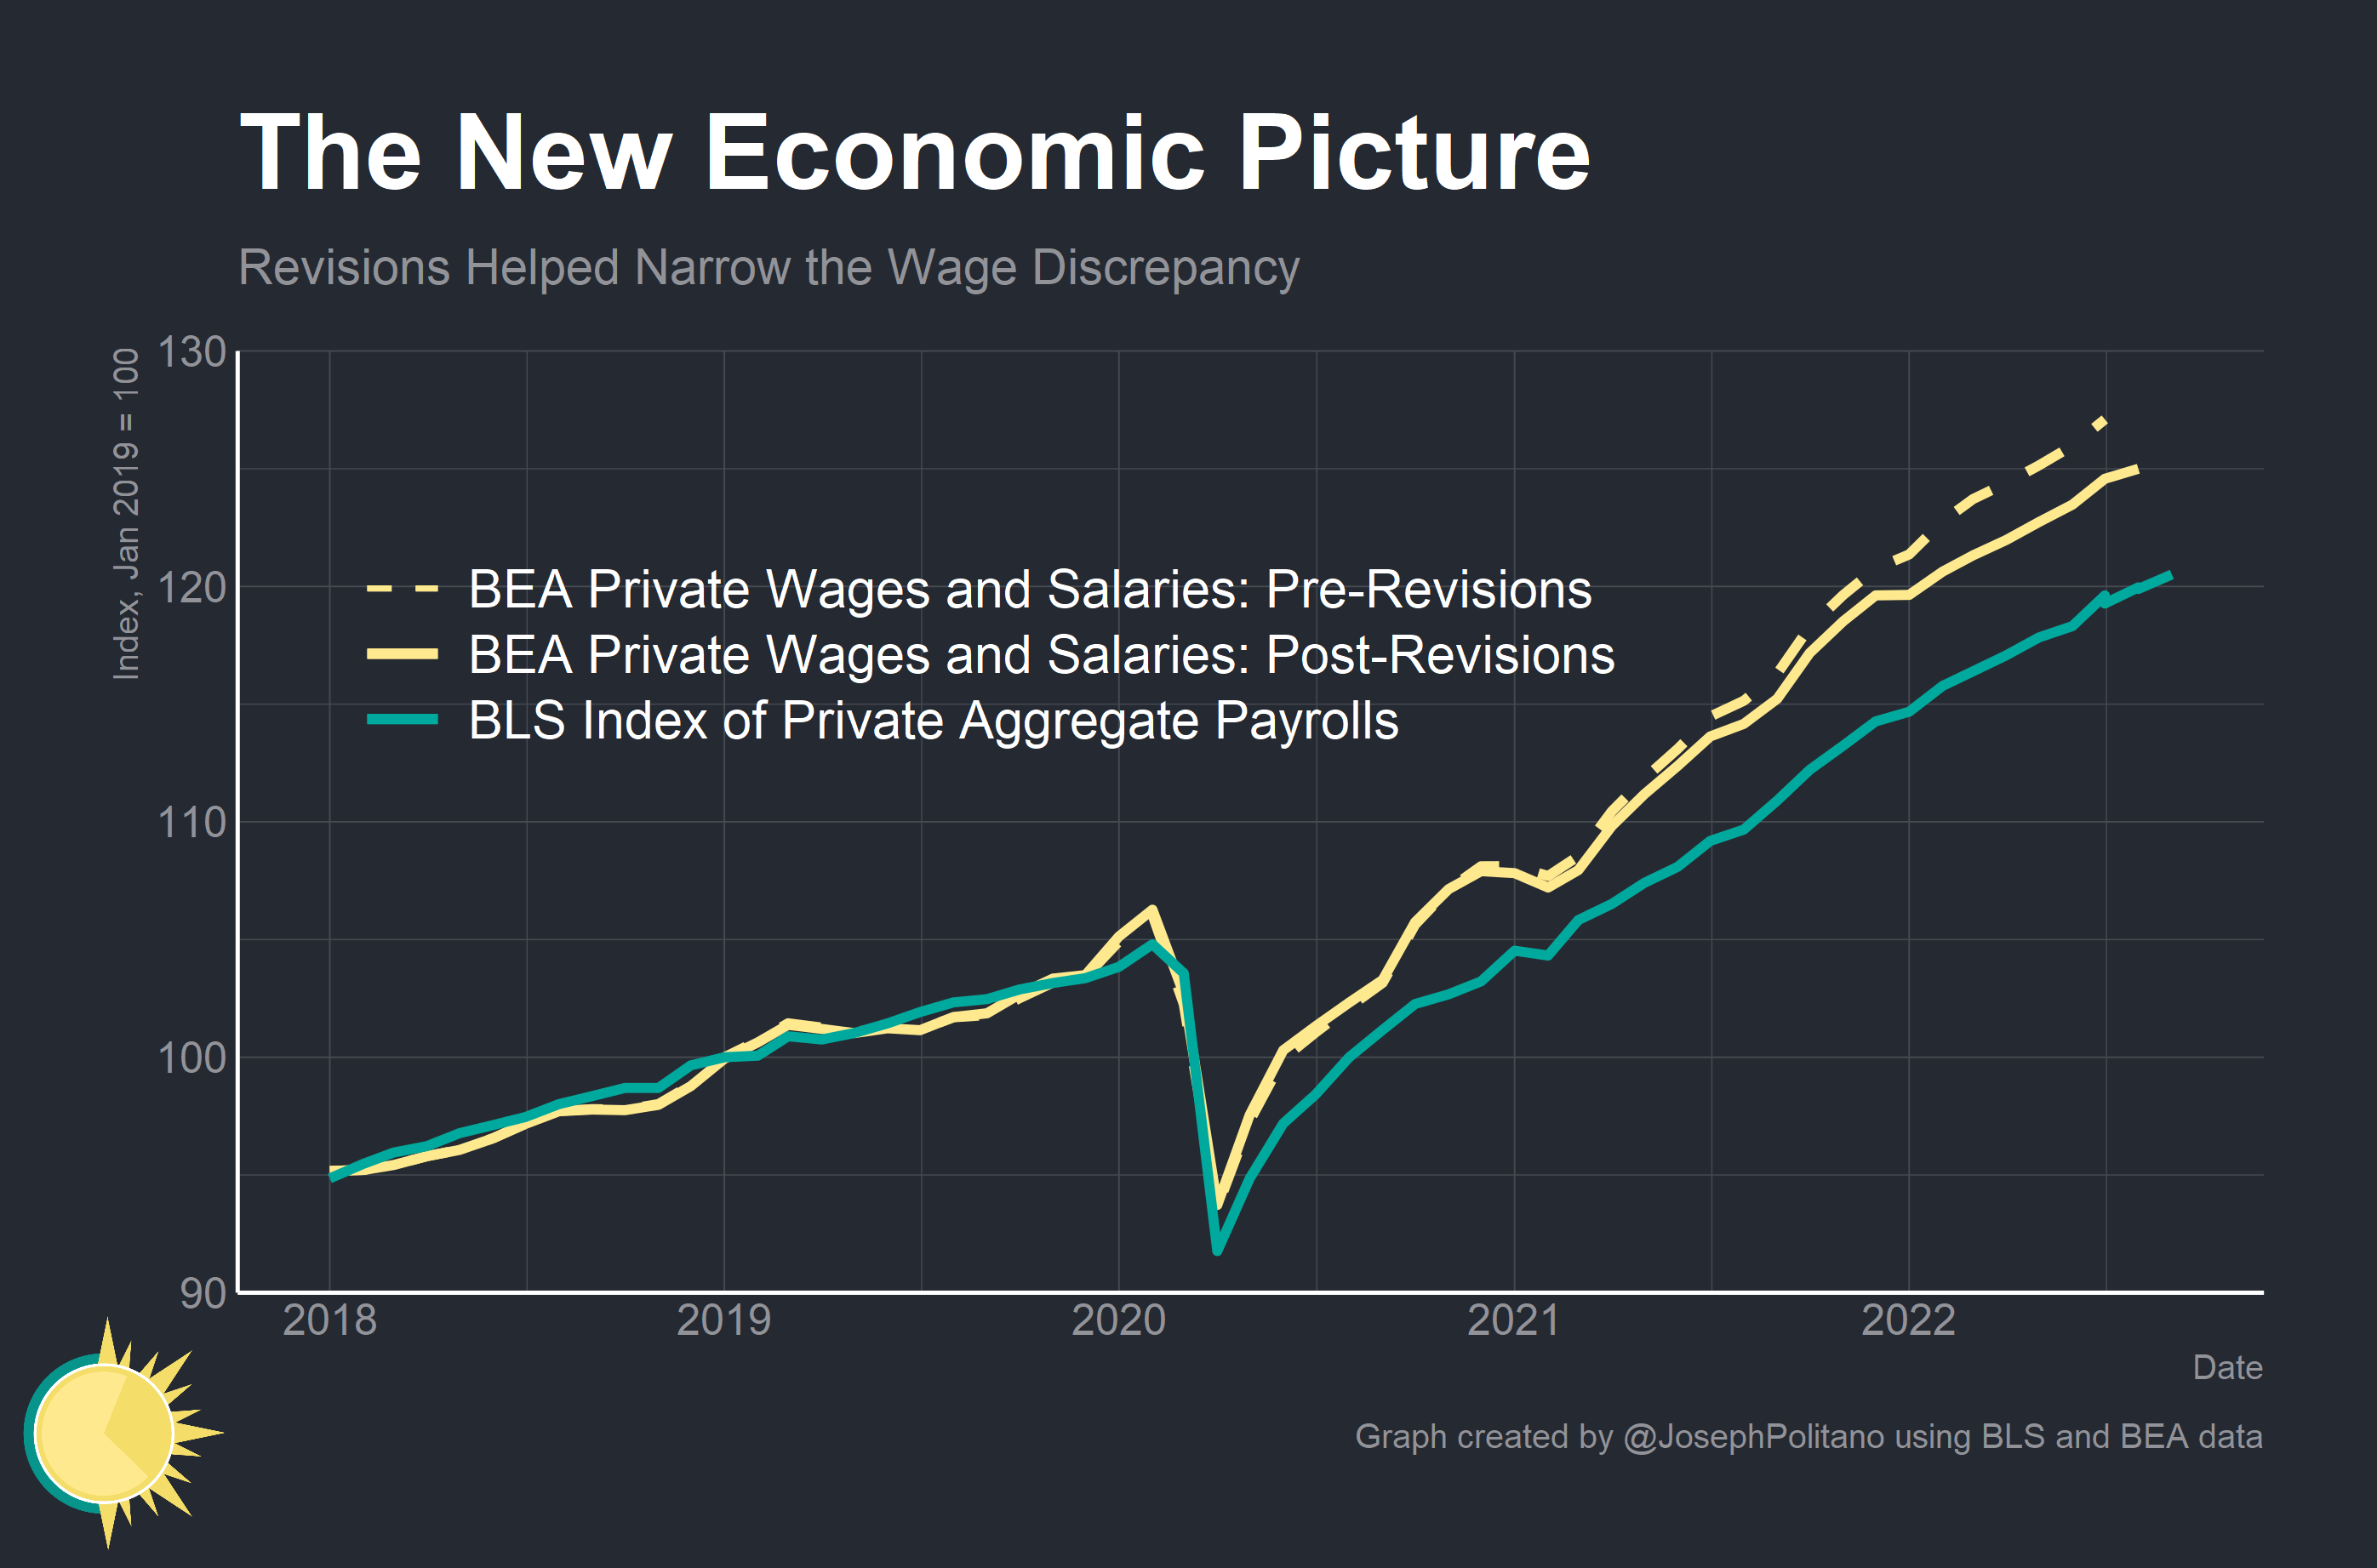 The New Economic Picture
Revisions Helped Narrow the Wage Discrepancy
Index, Jan 2019 = 100
130
120
110
100
90
BEA Private Wages and Salaries: Pre-Revisions
BEA Private Wages and Salaries: Post-Revisions
BLS Index of Private Aggregate Payrolls
2018 2019 2020 2021 2022
Date
Graph created by @JosephPolitano using BLS and BEA data